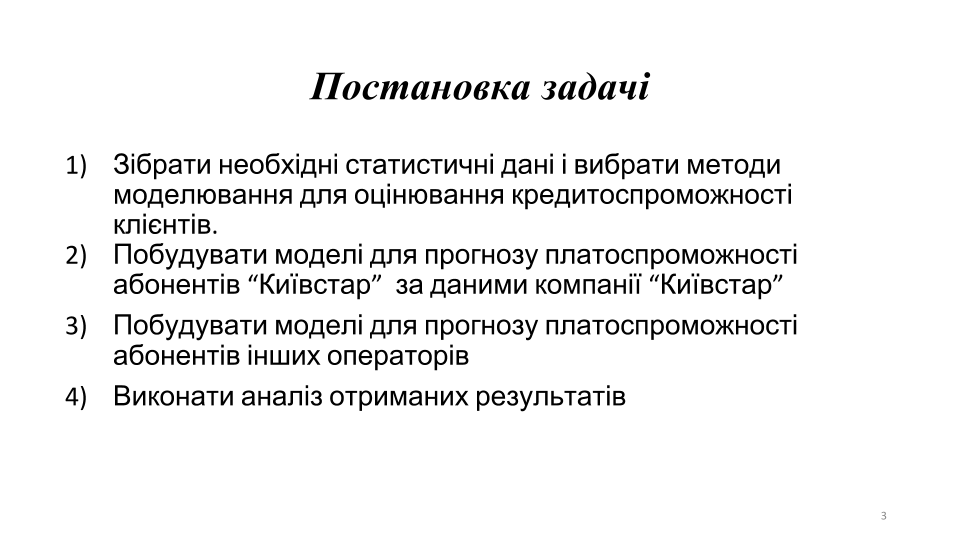 Постановка задачі
1) Зібрати необхідні статистичні дані і вибрати методи
моделювання для оцінювання кредитоспроможності
клієнтів.
2) Побудувати моделі для прогнозу платоспроможності
абонентів “Київстар”  за даними компанії “Київстар”
3) Побудувати моделі для прогнозу платоспроможності
абонентів інших операторів
4) Виконати аналіз отриманих результатів
3